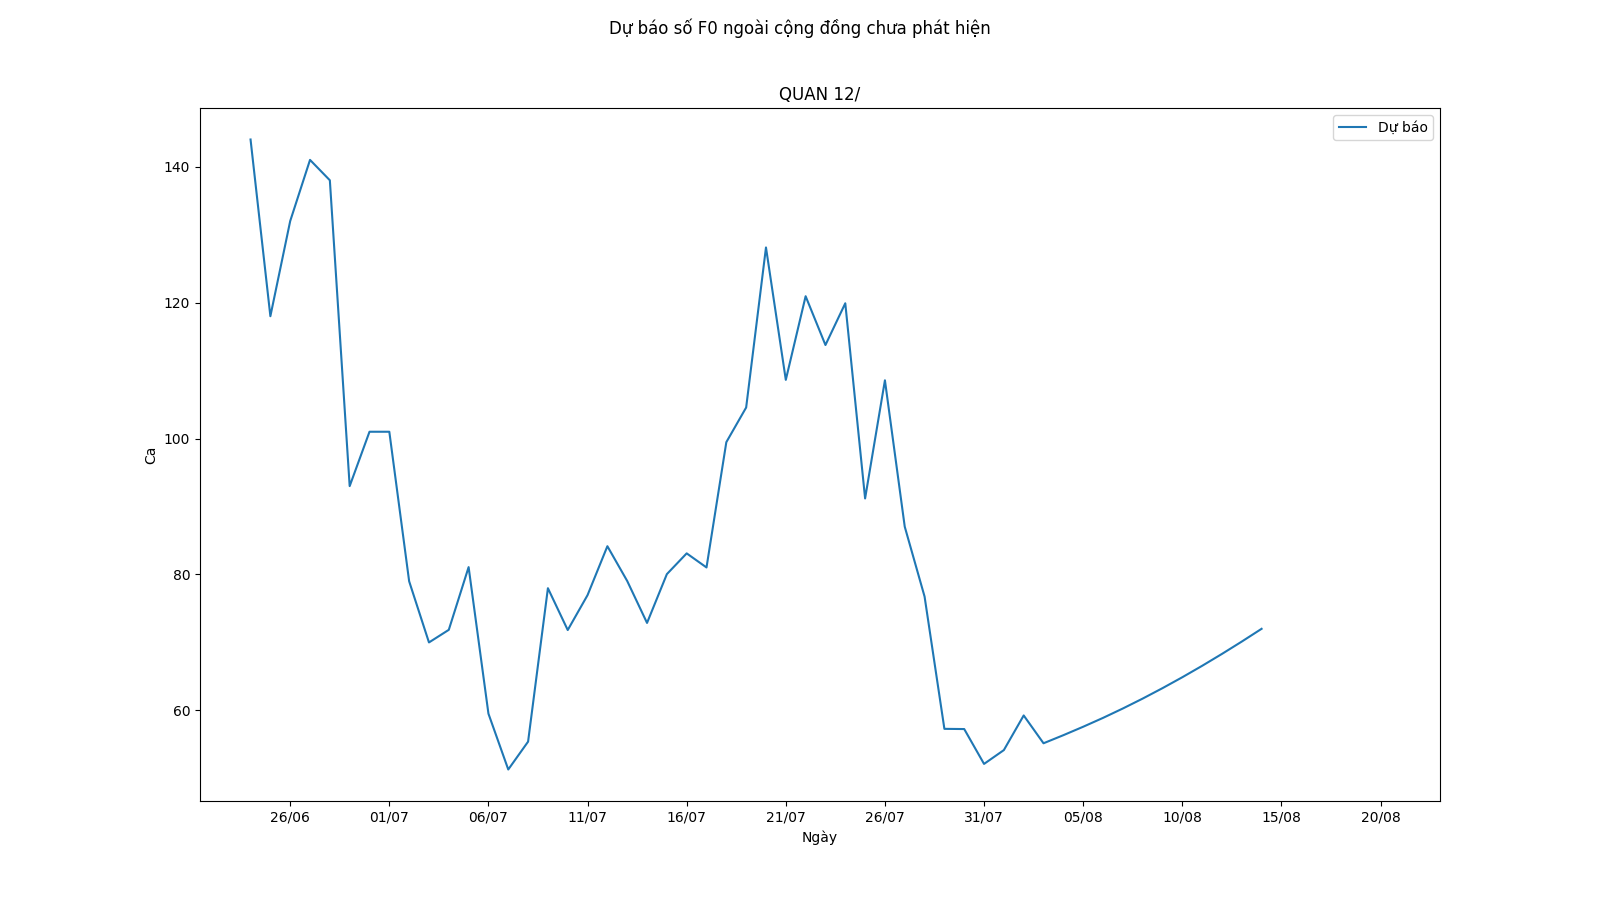 Dự báo số F0 ngoài cộng đồng chưa phát hiện
QUAN 12/
Dự báo
140
120
100
80
60
Ca
26/06 01/07 06/07 11/07 16/07 21/07 26/07 31/07 05/08 10/08 15/08 20/08
Ngày